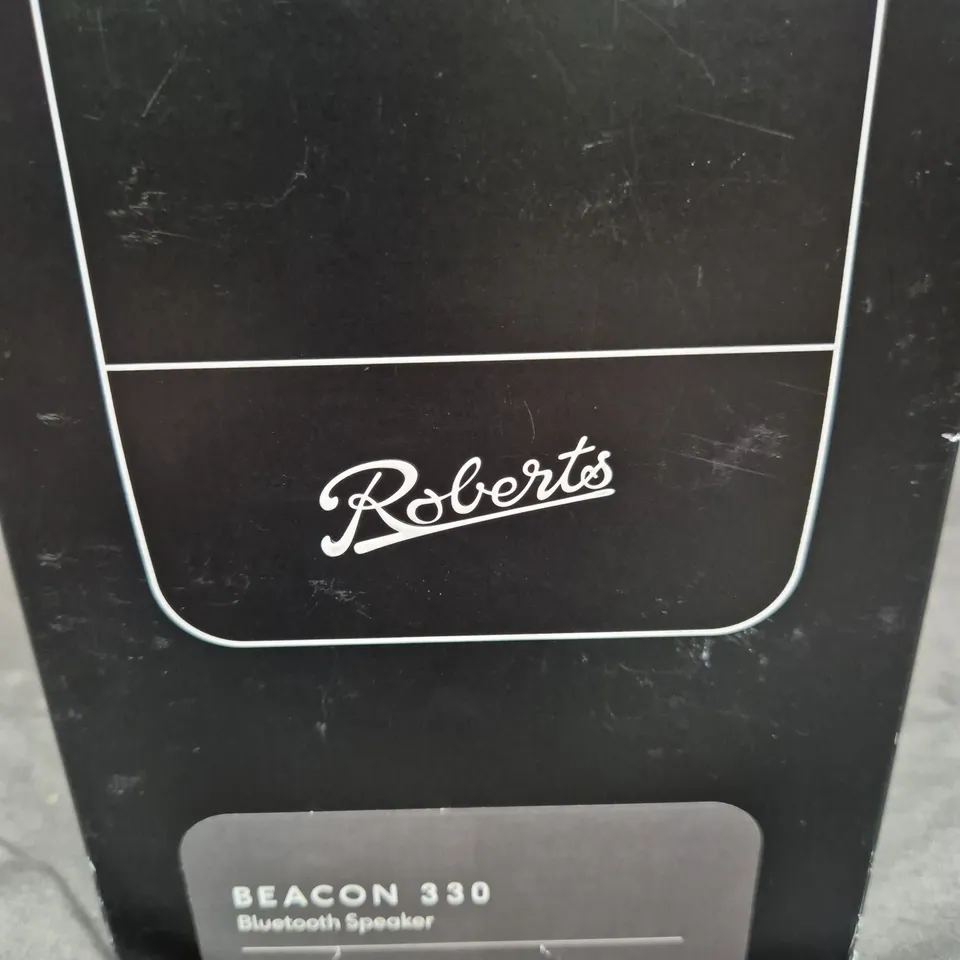 Roberts
BEACON 330
Bluetooth Speaker